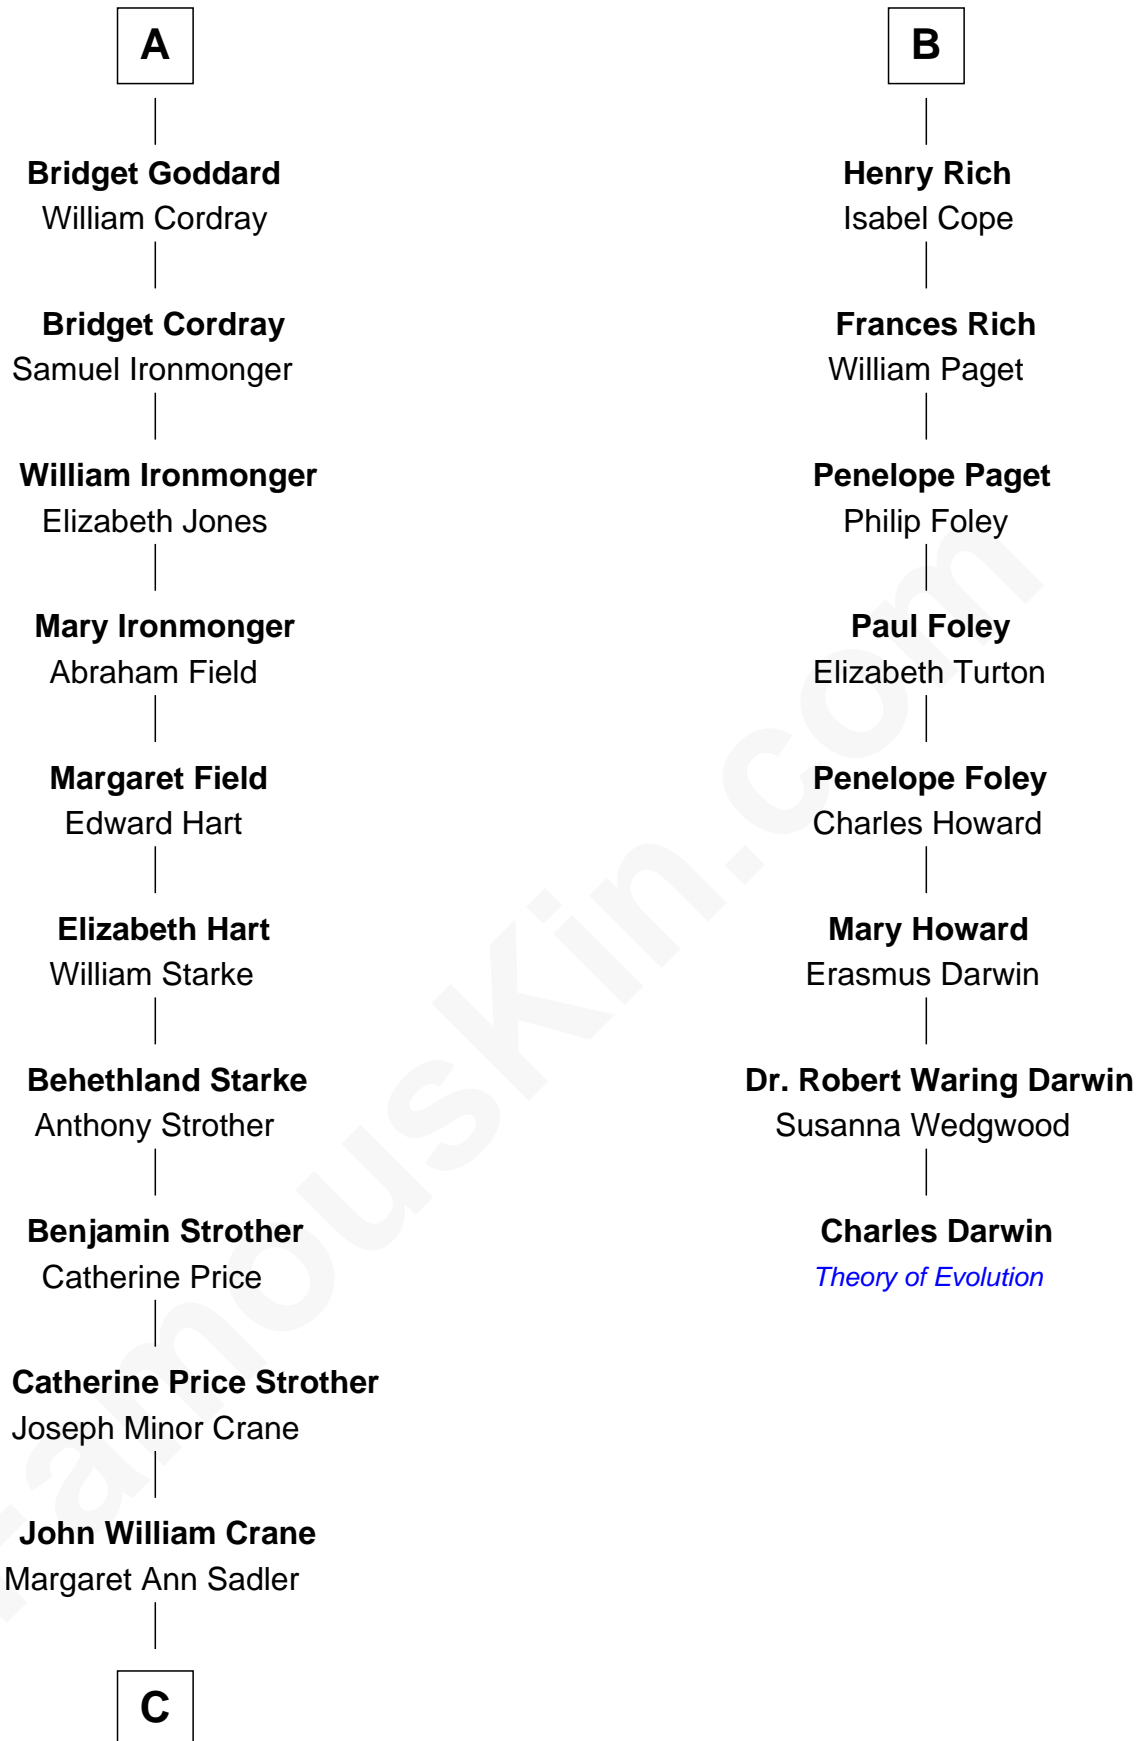 A
Bridget Goddard
William Cordray
Bridget Cordray
Samuel Ironmonger
William Ironmonger
Elizabeth Jones
Mary Ironmonger
Abraham Field
Margaret Field
Edward Hart
Elizabeth Hart
William Starke
Behethland Starke
Anthony Strother
Benjamin Strother
Catherine Price
Catherine Price Strother
Joseph Minor Crane
John William Crane
Margaret Ann Sadler
C
B
Henry Rich
Isabel Cope
Frances Rich
William Paget
Penelope Paget
Philip Foley
Paul Foley
Elizabeth Turton
Penelope Foley
Charles Howard
Mary Howard
Erasmus Darwin
Dr. Robert Waring Darwin
Susanna Wedgwood
Charles Darwin
Theory of Evolution
FamousKin.com